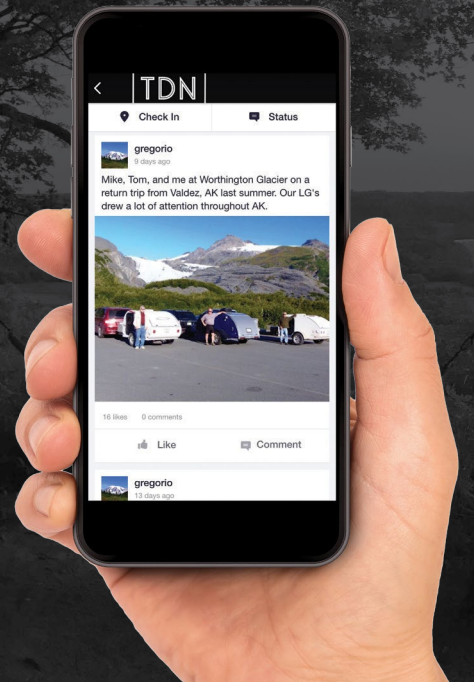 TDN
Check In Status
gregorio
9 days ago
Mike, Tom, and me at Worthington Glacier on a
return trip from Valdez, AK last summer. Our LG's
drew a lot of attention throughout AK.
16 likes 0 comments
Like Comment
gregorio
13 days ago